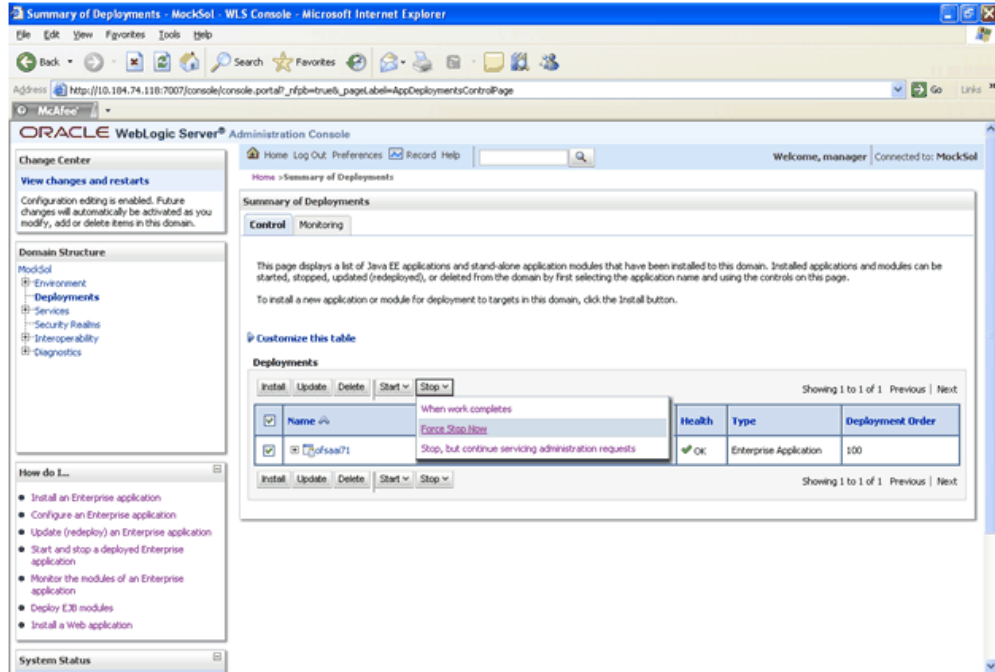 Summary of Deployments - MockSol - WLS Console - Microsoft Internet Explorer
File Edit View Favorites Tools Help
Back Search Favorites
Address http://10.184.74.118:7007/console/console.portal?_nfpb=true&_pageLabel=AppDeploymentsControlPage Go Links
McAfee
ORACLE WebLogic Server® Administration Console
Change Center
View changes and restarts
Configuration editing is enabled. Future
changes will automatically be activated as you
modify, add or delete items in this domain.
Domain Structure
MockSol
Environment
Deployments
Services
Security Realms
Interoperability
Diagnostics
How do I...
Install an Enterprise application
Configure an Enterprise application
Update (redeploy) an Enterprise application
Start and stop a deployed Enterprise
application
Monitor the modules of an Enterprise
application
Deploy EJB modules
Install a Web application
System Status
Home Log Out Preferences Record Help
Welcome, manager Connected to: MockSol
Home >Summary of Deployments
Summary of Deployments
Control Monitoring
This page displays a list of Java EE applications and stand-alone application modules that have been installed to this domain. Installed applications and modules can be
started, stopped, updated (redeployed), or deleted from the domain by first selecting the application name and using the controls on this page.
To install a new application or module for deployment to targets in this domain, click the Install button.
Customize this table
Deployments
Install Update Delete Start Stop Showing 1 to 1 of 1 Previous | Next
When work completes
Force Stop Now
Stop, but continue servicing administration requests
Name Health Type Deployment Order
ofsaai71 OK Enterprise Application 100
Install Update Delete Start Stop Showing 1 to 1 of 1 Previous | Next